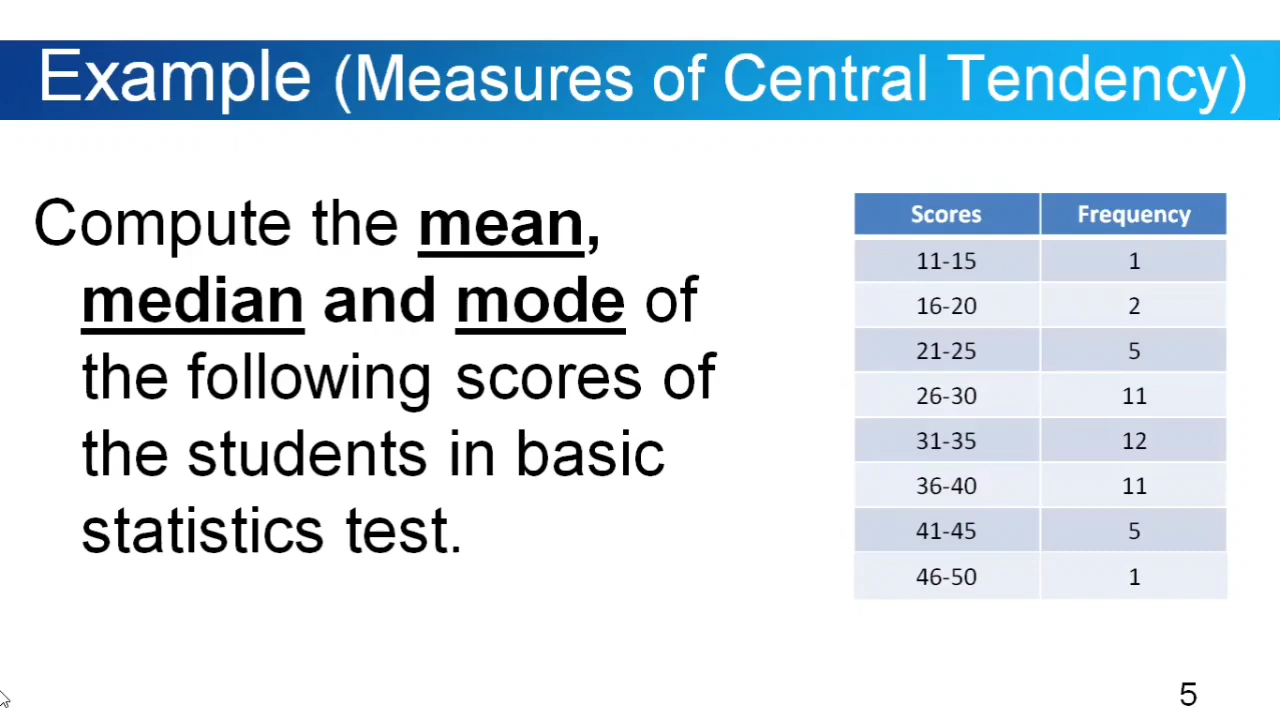 Example (Measures of Central Tendency)
Compute the mean,
median and mode of
the following scores of
the students in basic
statistics test.
Scores Frequency
11-15 1
16-20 2
21-25 5
26-30 11
31-35 12
36-40 11
41-45 5
46-50 1
5